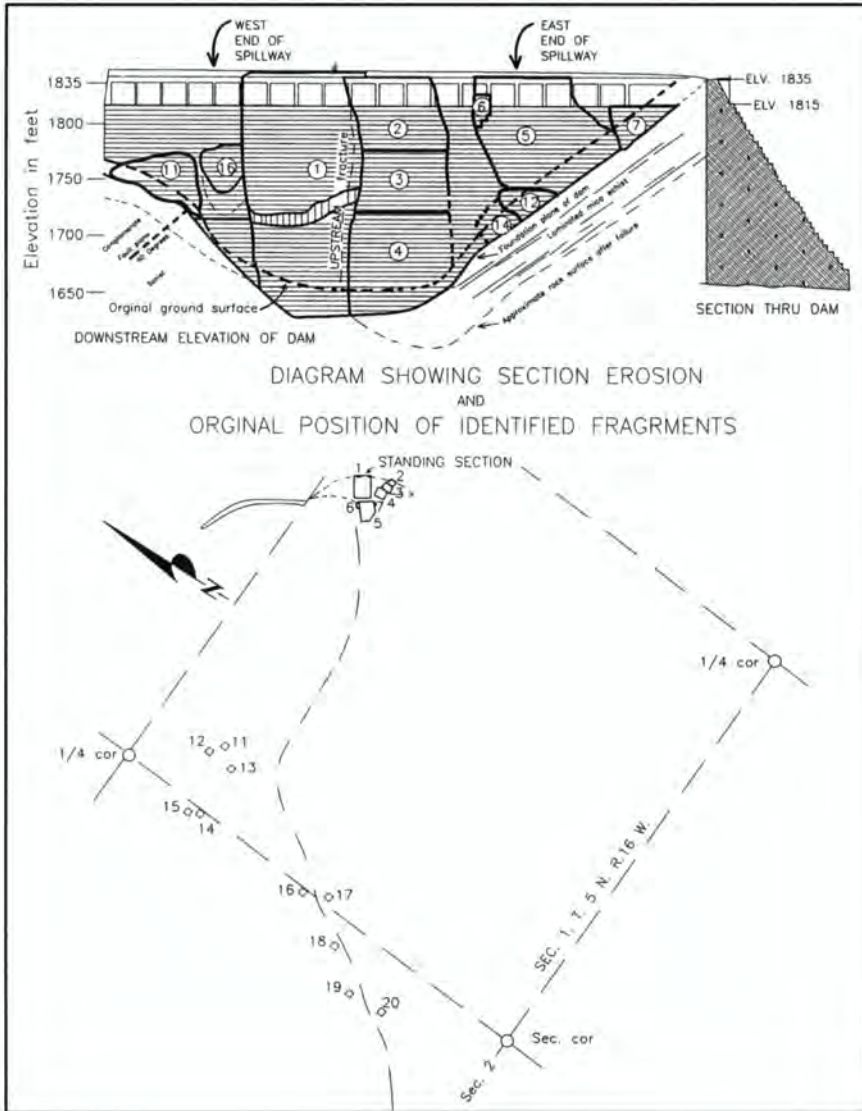 WEST
END OF
SPILLWAY
EAST
END OF
SPILLWAY
Elevation in feet
1835
1800
1750
1700
1650
ELV. 1835
ELV. 1815
1
2
3
4
5
6
7
11
12
14
16
UPSTREAM fracture
Conglomerate
Schist
Foundation plane of dam
Laminated mica schist
Approximate rock surface after failure
Orginal ground surface
DOWNSTREAM ELEVATION OF DAM
SECTION THRU DAM
DIAGRAM SHOWING SECTION EROSION
AND
ORGINAL POSITION OF IDENTIFIED FRAGRMENTS
STANDING SECTION
1
2
3
4
7
6
5
N
1/4 cor
1/4 cor
12
11
13
15
14
16
17
18
19
20
SEC. 1, T. 5 N. R.16 W.
Sec. cor
Sec. 2